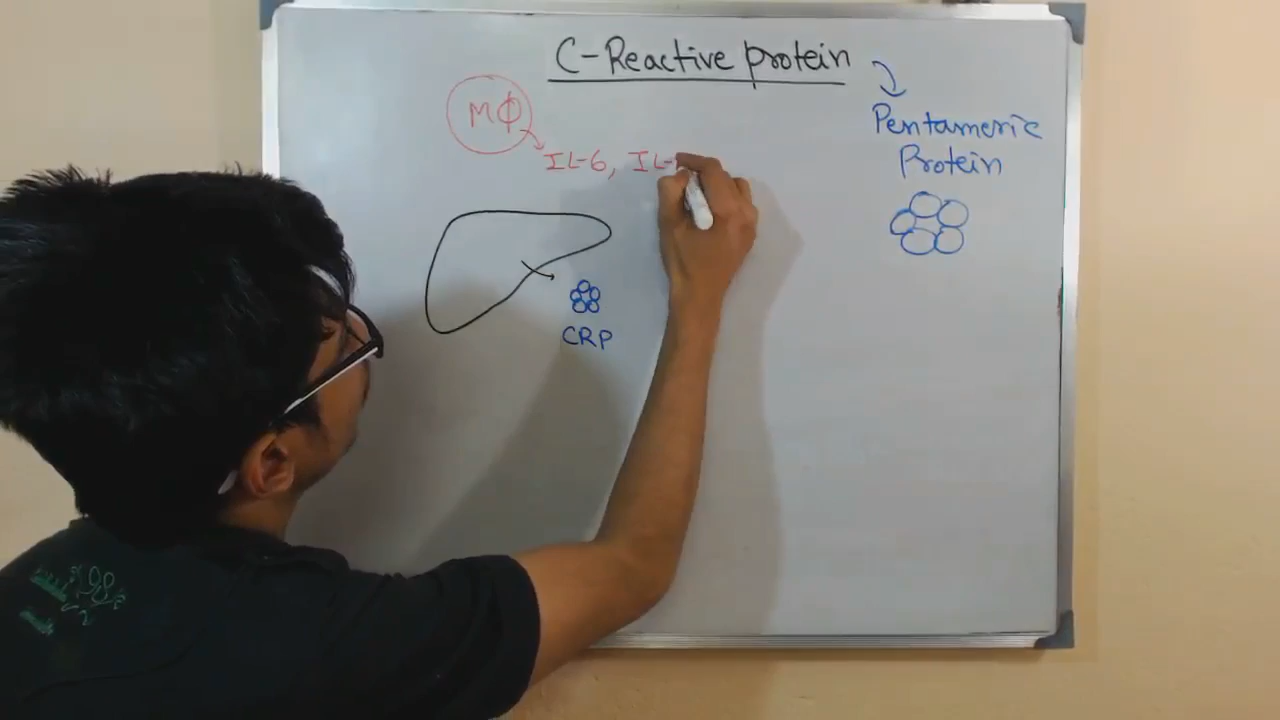 C-Reactive protein
Pentameric
Protein
MΦ
IL-6, IL-
CRP